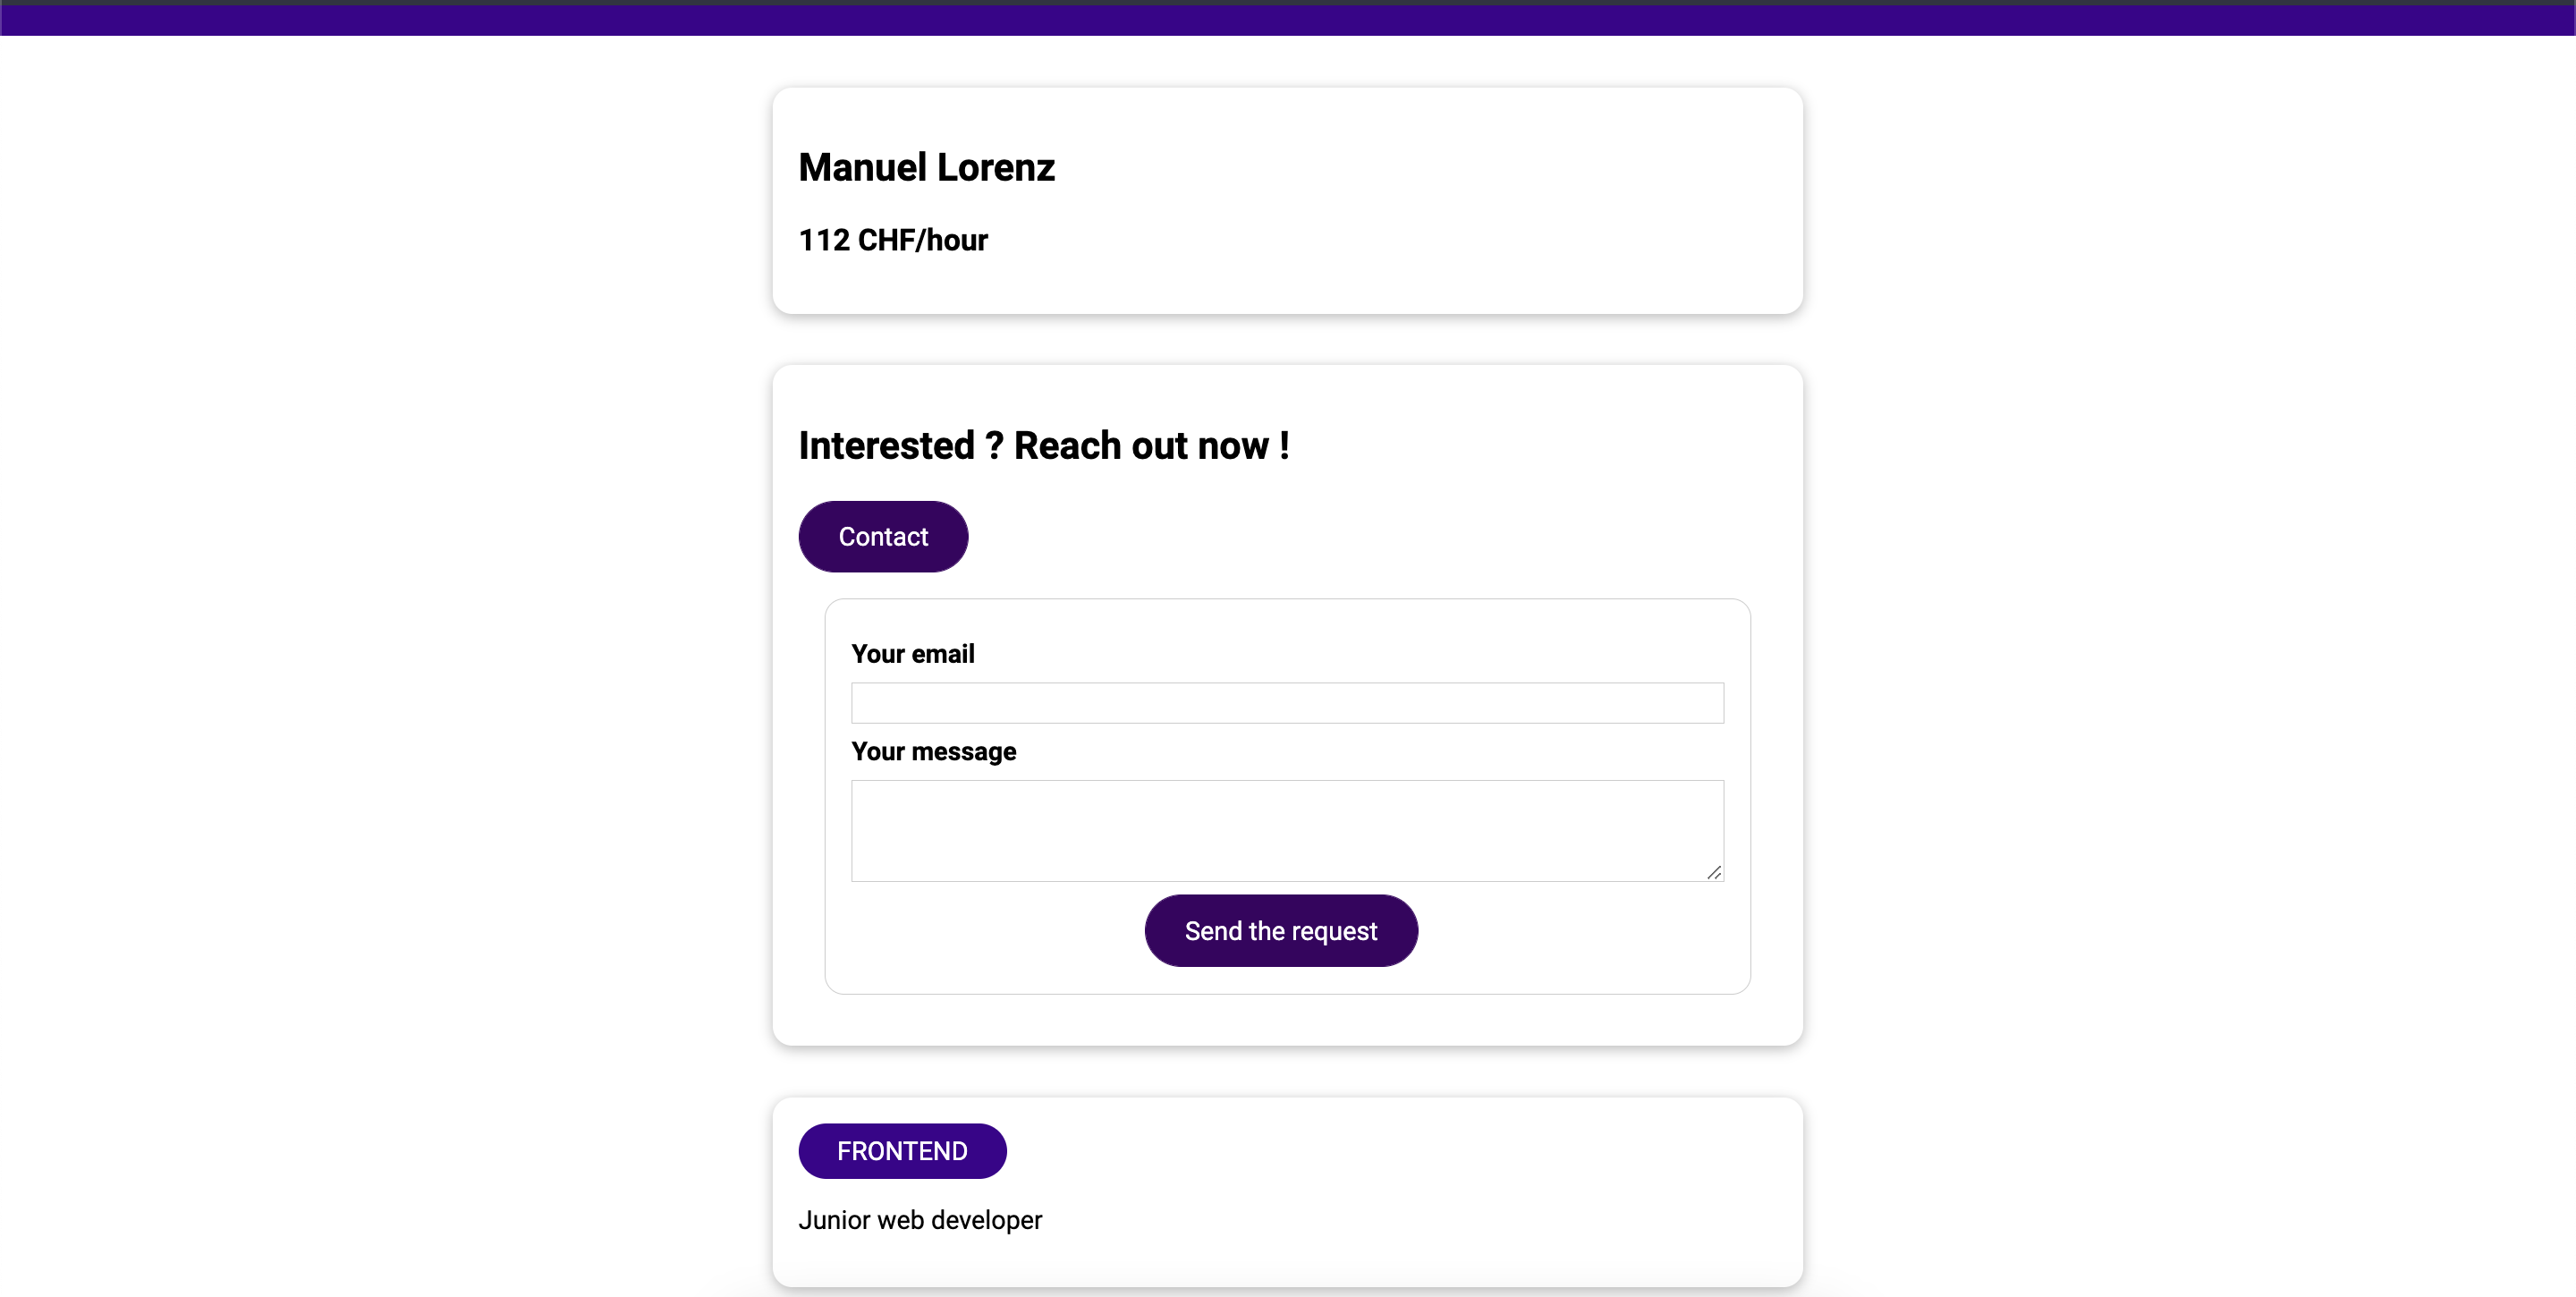 Manuel Lorenz
112 CHF/hour
Interested ? Reach out now !
Contact
Your email
Your message
Send the request
FRONTEND
Junior web developer